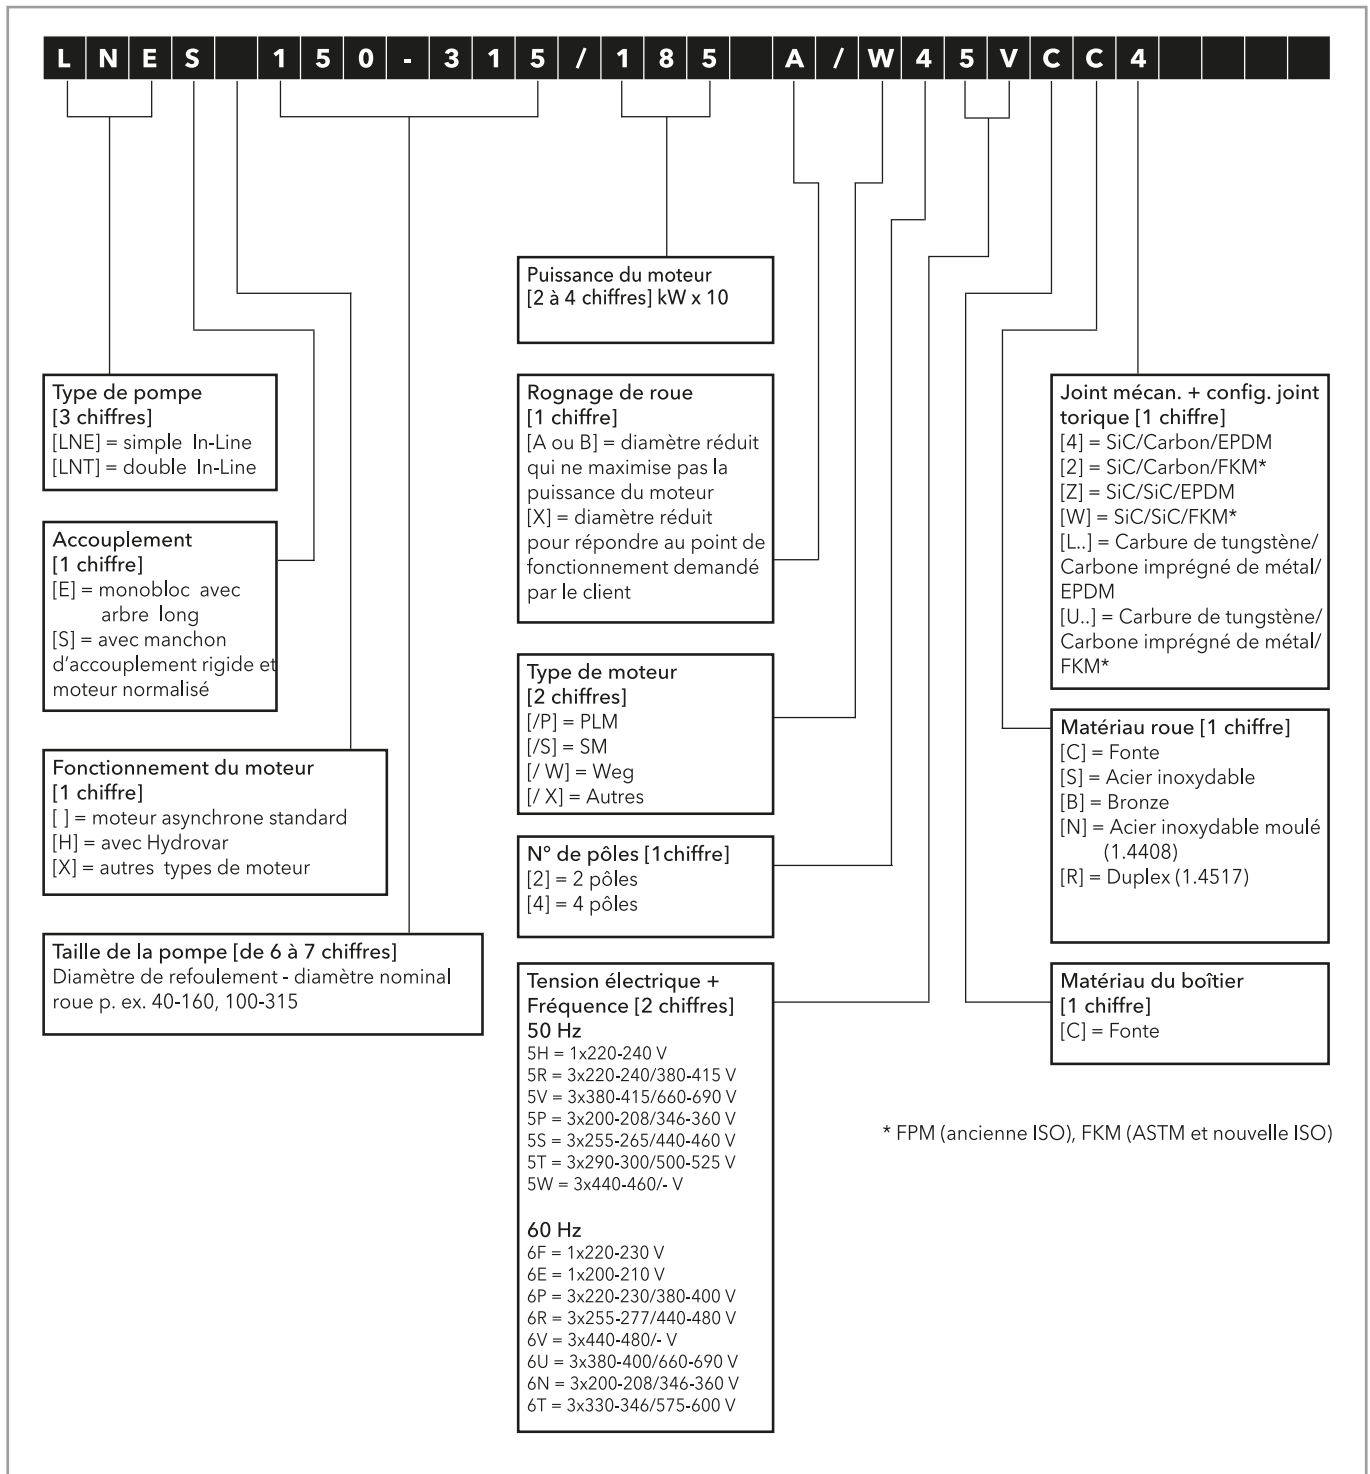 LNES 150-315/185 A/W45VCC4
Puissance du moteur
[2 à 4 chiffres] kW x 10
Type de pompe
[3 chiffres]
[LNE] = simple In-Line
[LNT] = double In-Line
Accouplement
[1 chiffre]
[E] = monobloc avec
arbre long
[S] = avec manchon
d'accouplement rigide et
moteur normalisé
Fonctionnement du moteur
[1 chiffre]
[ ] = moteur asynchrone standard
[H] = avec Hydrovar
[X] = autres types de moteur
Taille de la pompe [de 6 à 7 chiffres]
Diamètre de refoulement - diamètre nominal
roue p. ex. 40-160, 100-315
Rognage de roue
[1 chiffre]
[A ou B] = diamètre réduit
qui ne maximise pas la
puissance du moteur
[X] = diamètre réduit
pour répondre au point de
fonctionnement demandé
par le client
Type de moteur
[2 chiffres]
[/P] = PLM
[/S] = SM
[/ W] = Weg
[/ X] = Autres
N° de pôles [1chiffre]
[2] = 2 pôles
[4] = 4 pôles
Tension électrique +
Fréquence [2 chiffres]
50 Hz
5H = 1x220-240 V
5R = 3x220-240/380-415 V
5V = 3x380-415/660-690 V
5P = 3x200-208/346-360 V
5S = 3x255-265/440-460 V
5T = 3x290-300/500-525 V
5W = 3x440-460/- V
60 Hz
6F = 1x220-230 V
6E = 1x200-210 V
6P = 3x220-230/380-400 V
6R = 3x255-277/440-480 V
6V = 3x440-480/- V
6U = 3x380-400/660-690 V
6N = 3x200-208/346-360 V
6T = 3x330-346/575-600 V
Joint mécan. + config. joint
torique [1 chiffre]
[4] = SiC/Carbon/EPDM
[2] = SiC/Carbon/FKM*
[Z] = SiC/SiC/EPDM
[W] = SiC/SiC/FKM*
[L..] = Carbure de tungstène/
Carbone imprégné de métal/
EPDM
[U..] = Carbure de tungstène/
Carbone imprégné de métal/
FKM*
Matériau roue [1 chiffre]
[C] = Fonte
[S] = Acier inoxydable
[B] = Bronze
[N] = Acier inoxydable moulé
(1.4408)
[R] = Duplex (1.4517)
Matériau du boîtier
[1 chiffre]
[C] = Fonte
* FPM (ancienne ISO), FKM (ASTM et nouvelle ISO)